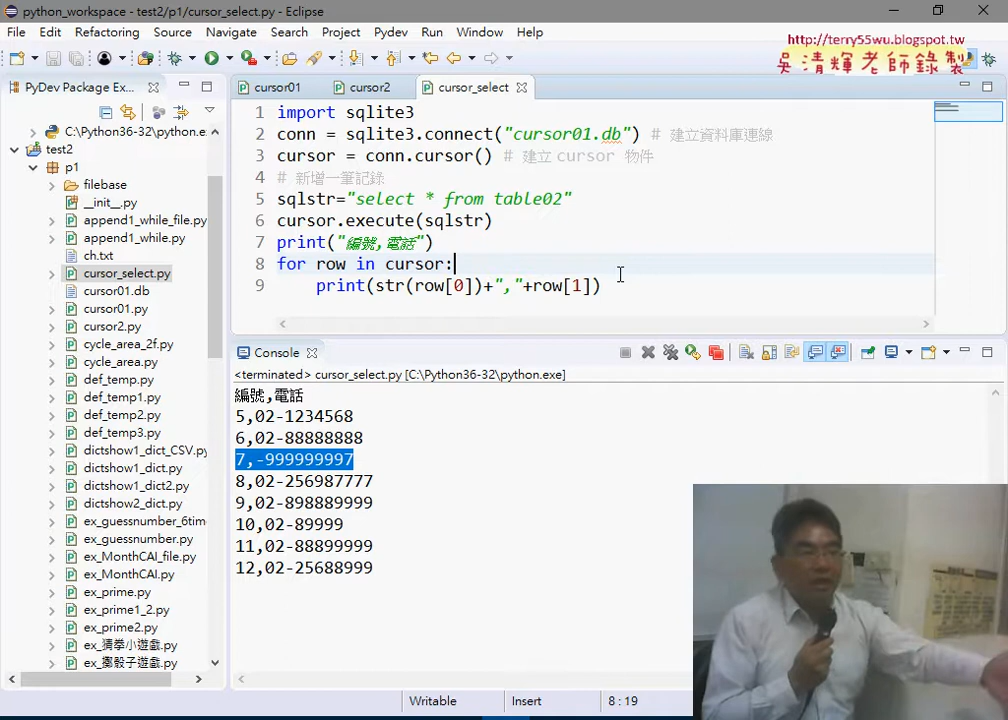 python_workspace - test2/p1/cursor_select.py - Eclipse
File Edit Refactoring Source Navigate Search Project Pydev Run Window Help
http://terry55wu.blogspot.tw
吳清輝老師錄製
PyDev Package Ex...
cursor01 cursor2 cursor_select
C:\Python36-32\python.e:
test2
p1
filebase
__init__.py
append1_while_file.py
append1_while.py
ch.txt
cursor_select.py
cursor01.db
cursor01.py
cursor2.py
cycle_area_2f.py
cycle_area.py
def_temp.py
def_temp1.py
def_temp2.py
def_temp3.py
dictshow1_dict_CSV.py
dictshow1_dict.py
dictshow1_dict2.py
dictshow2_dict.py
ex_guessnumber_6tim
ex_guessnumber.py
ex_MonthCAI_file.py
ex_MonthCAI.py
ex_prime.py
ex_prime1_2.py
ex_prime2.py
ex_猜拳小遊戲.py
ex_擲骰子遊戲.py
1 import sqlite3
2 conn = sqlite3.connect("cursor01.db") # 建立資料庫連線
3 cursor = conn.cursor() # 建立 cursor 物件
4 # 新增一筆記錄
5 sqlstr="select * from table02"
6 cursor.execute(sqlstr)
7 print("編號,電話")
8 for row in cursor:
9 print(str(row[0])+","+row[1])
Console
<terminated> cursor_select.py [C:\Python36-32\python.exe]
編號,電話
5,02-1234568
6,02-88888888
7,-999999997
8,02-256987777
9,02-898889999
10,02-89999
11,02-88899999
12,02-25688999
Writable Insert 8:19